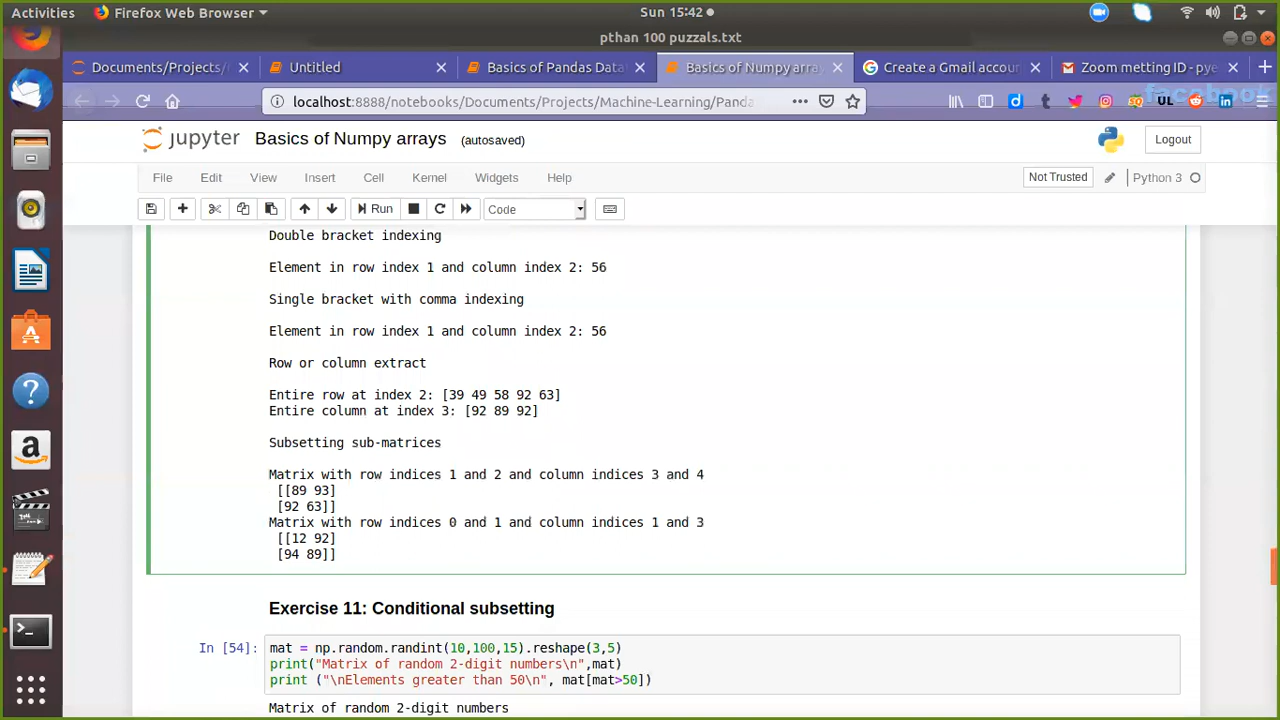 Activities Firefox Web Browser Sun 15:42
pthan 100 puzzals.txt
Documents/Projects/ Untitled Basics of Pandas Data Basics of Numpy array Create a Gmail accou Zoom metting ID - pye
localhost:8888/notebooks/Documents/Projects/Machine-Learning/Panda
facebook
jupyter Basics of Numpy arrays (autosaved) Logout
File Edit View Insert Cell Kernel Widgets Help Not Trusted Python 3
Run Code
Double bracket indexing
Element in row index 1 and column index 2: 56
Single bracket with comma indexing
Element in row index 1 and column index 2: 56
Row or column extract
Entire row at index 2: [39 49 58 92 63]
Entire column at index 3: [92 89 92]
Subsetting sub-matrices
Matrix with row indices 1 and 2 and column indices 3 and 4
[[89 93]
[92 63]]
Matrix with row indices 0 and 1 and column indices 1 and 3
[[12 92]
[94 89]]
Exercise 11: Conditional subsetting
In [54]: mat = np.random.randint(10,100,15).reshape(3,5)
print("Matrix of random 2-digit numbers\n",mat)
print ("\nElements greater than 50\n", mat[mat>50])
Matrix of random 2-digit numbers